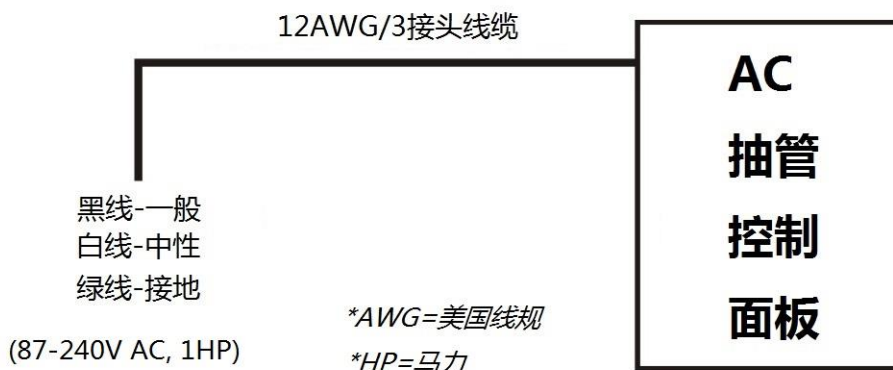 12AWG/3接头线缆
AC
抽管
控制
面板
黑线-一般
白线-中性
绿线-接地
(87-240V AC, 1HP)
*AWG=美国线规
*HP=马力